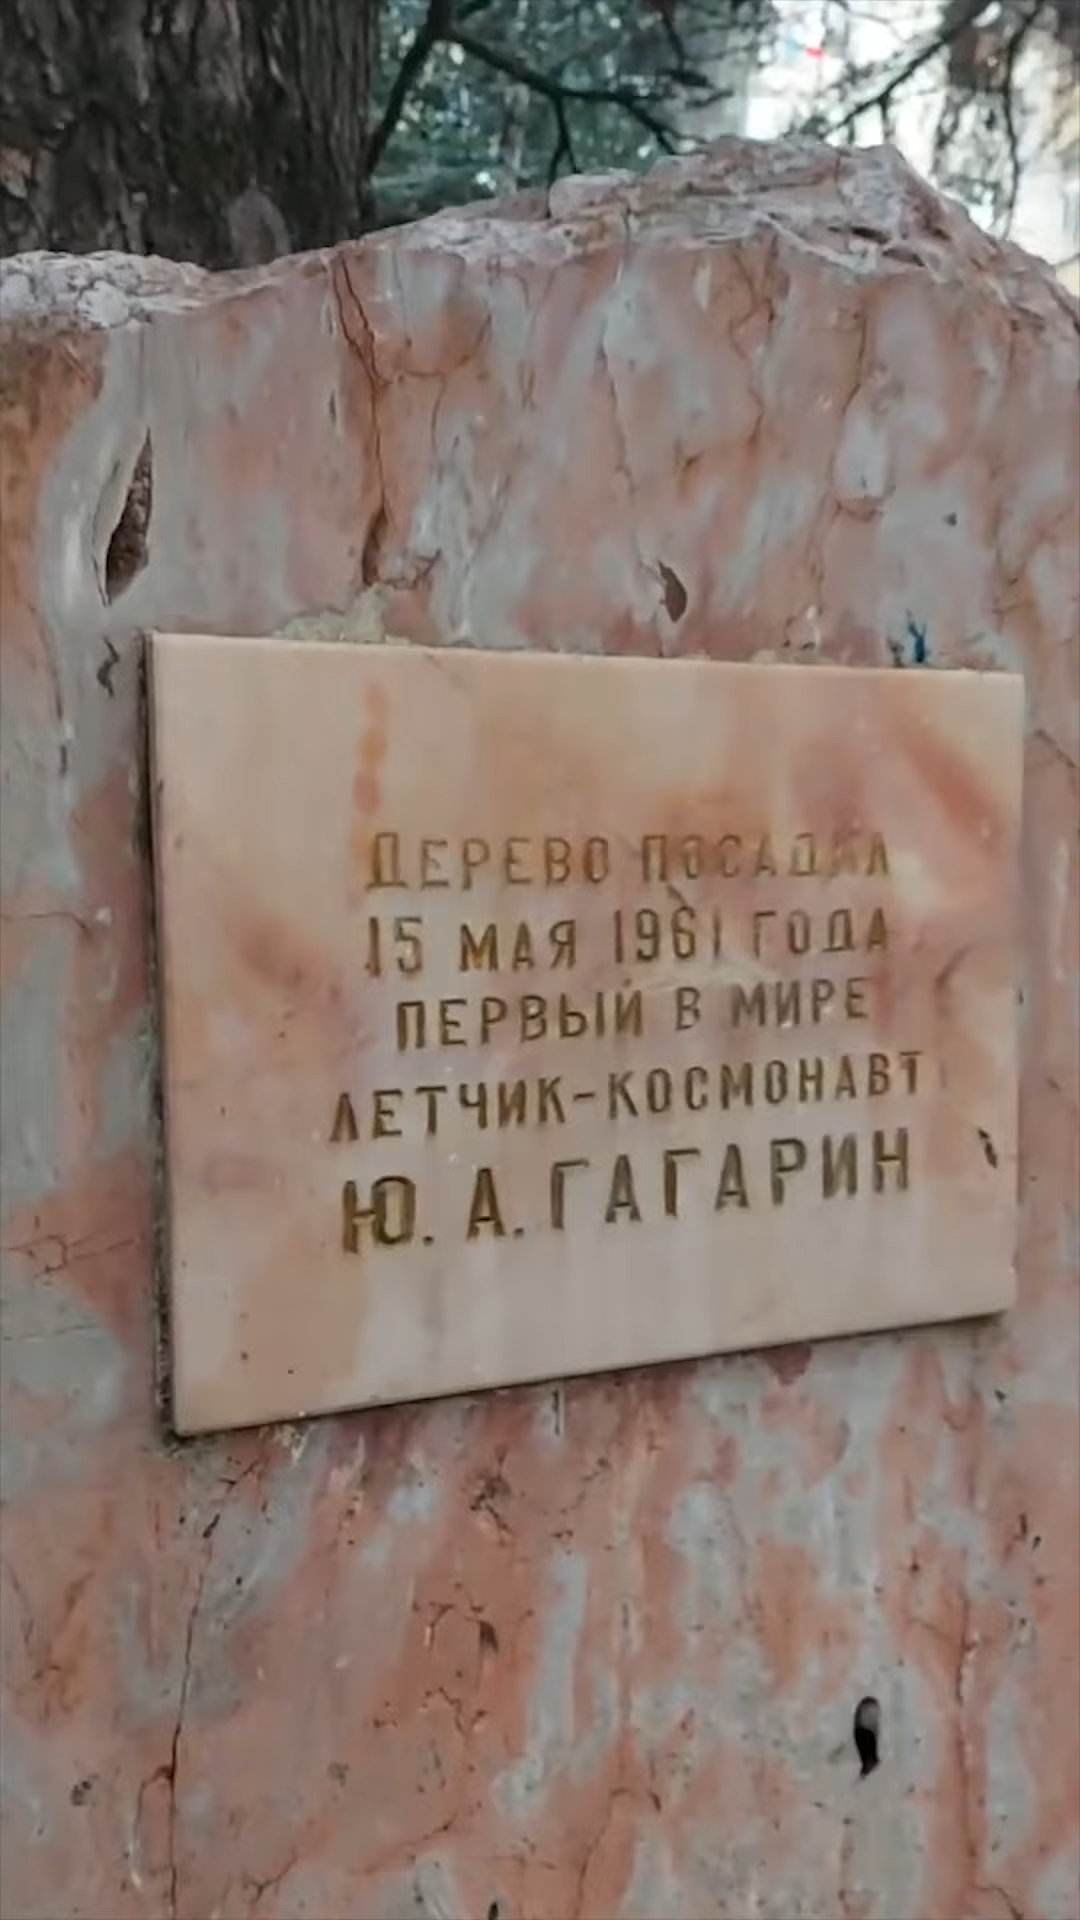 ДЕРЕВО ПОСАДИЛ
15 МАЯ 1961 ГОДА
ПЕРВЫЙ В МИРЕ
ЛЕТЧИК-КОСМОНАВТ
Ю. А. ГАГАРИН